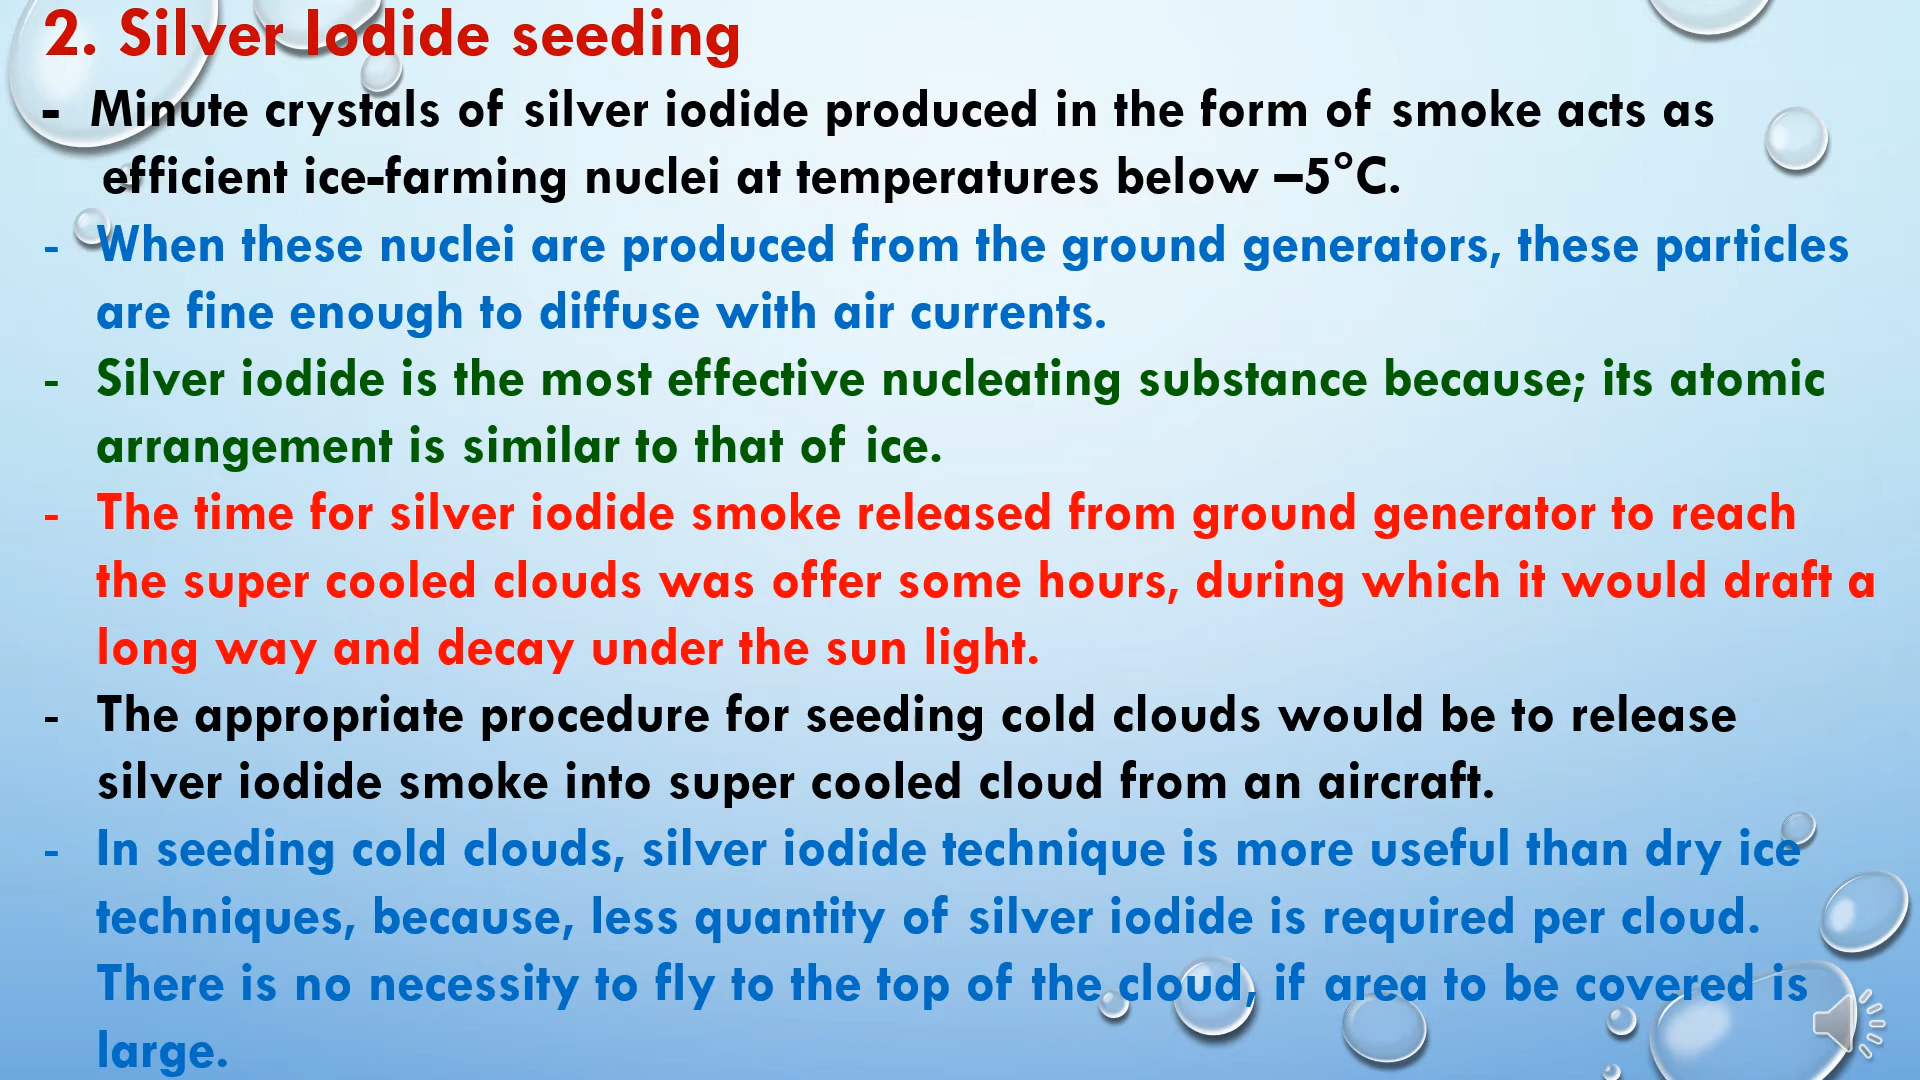 2. Silver Iodide seeding
- Minute crystals of silver iodide produced in the form of smoke acts as
efficient ice-farming nuclei at temperatures below –5°C.
- When these nuclei are produced from the ground generators, these particles
are fine enough to diffuse with air currents.
- Silver iodide is the most effective nucleating substance because; its atomic
arrangement is similar to that of ice.
- The time for silver iodide smoke released from ground generator to reach
the super cooled clouds was offer some hours, during which it would draft a
long way and decay under the sun light.
- The appropriate procedure for seeding cold clouds would be to release
silver iodide smoke into super cooled cloud from an aircraft.
- In seeding cold clouds, silver iodide technique is more useful than dry ice
techniques, because, less quantity of silver iodide is required per cloud.
There is no necessity to fly to the top of the cloud, if area to be covered is
large.